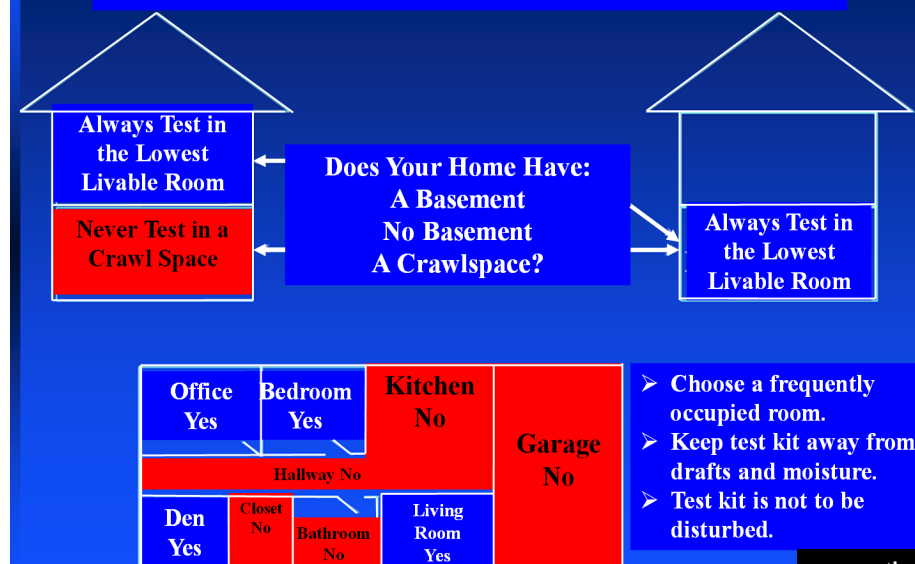 Always Test in
the Lowest
Livable Room
Never Test in a
Crawl Space
Does Your Home Have:
A Basement
No Basement
A Crawlspace?
Always Test in
the Lowest
Livable Room
Office
Yes
Bedroom
Yes
Kitchen
No
Garage
No
Hallway No
Den
Yes
Closet
No
Bathroom
No
Living
Room
Yes
➢ Choose a frequently
occupied room.
➢ Keep test kit away from
drafts and moisture.
➢ Test kit is not to be
disturbed.